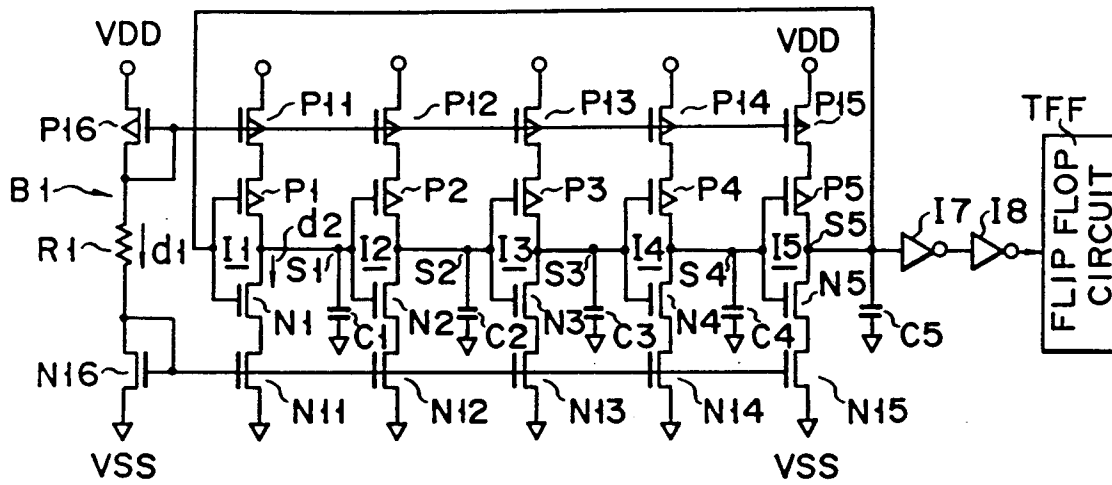 VDD
VDD
P11
P12
P13
P14
P15
TFF
P16
B1
P1
P2
P3
P4
P5
S5
I7
I8
R1
d1
I1
d2
S1
I2
S2
I3
S3
I4
S4
I5
N5
FLIP FLOP
CIRCUIT
N1
C1
N2
C2
N3
C3
N4
C4
C5
N16
N11
N12
N13
N14
N15
VSS
VSS